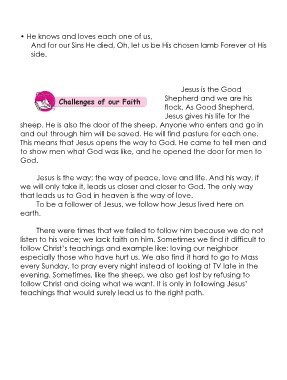 • He knows and loves each one of us,
And for our Sins He died, Oh, let us be His chosen lamb Forever at His
side.
Challenges of our Faith
Jesus is the Good
Shepherd and we are his
flock. As Good Shepherd,
Jesus gives his life for the
sheep. He is also the door of the sheep. Anyone who enters and go in
and out through him will be saved. He will find pasture for each one.
This means that Jesus opens the way to God. He came to tell men and
to show men what God was like, and he opened the door for men to
God.
Jesus is the way; the way of peace, love and life. And his way, if
we will only take it, leads us closer and closer to God. The only way
that leads us to God in heaven is the way of love.
To be a follower of Jesus, we follow how Jesus lived here on
earth.
There were times that we failed to follow him because we do not
listen to his voice; we lack faith on him. Sometimes we find it difficult to
follow Christ’s teachings and example like: loving our neighbor
especially those who have hurt us. We also find it hard to go to Mass
every Sunday, to pray every night instead of looking at TV late in the
evening. Sometimes, like the sheep, we also get lost by refusing to
follow Christ and doing what we want. It is only in following Jesus’
teachings that would surely lead us to the right path.